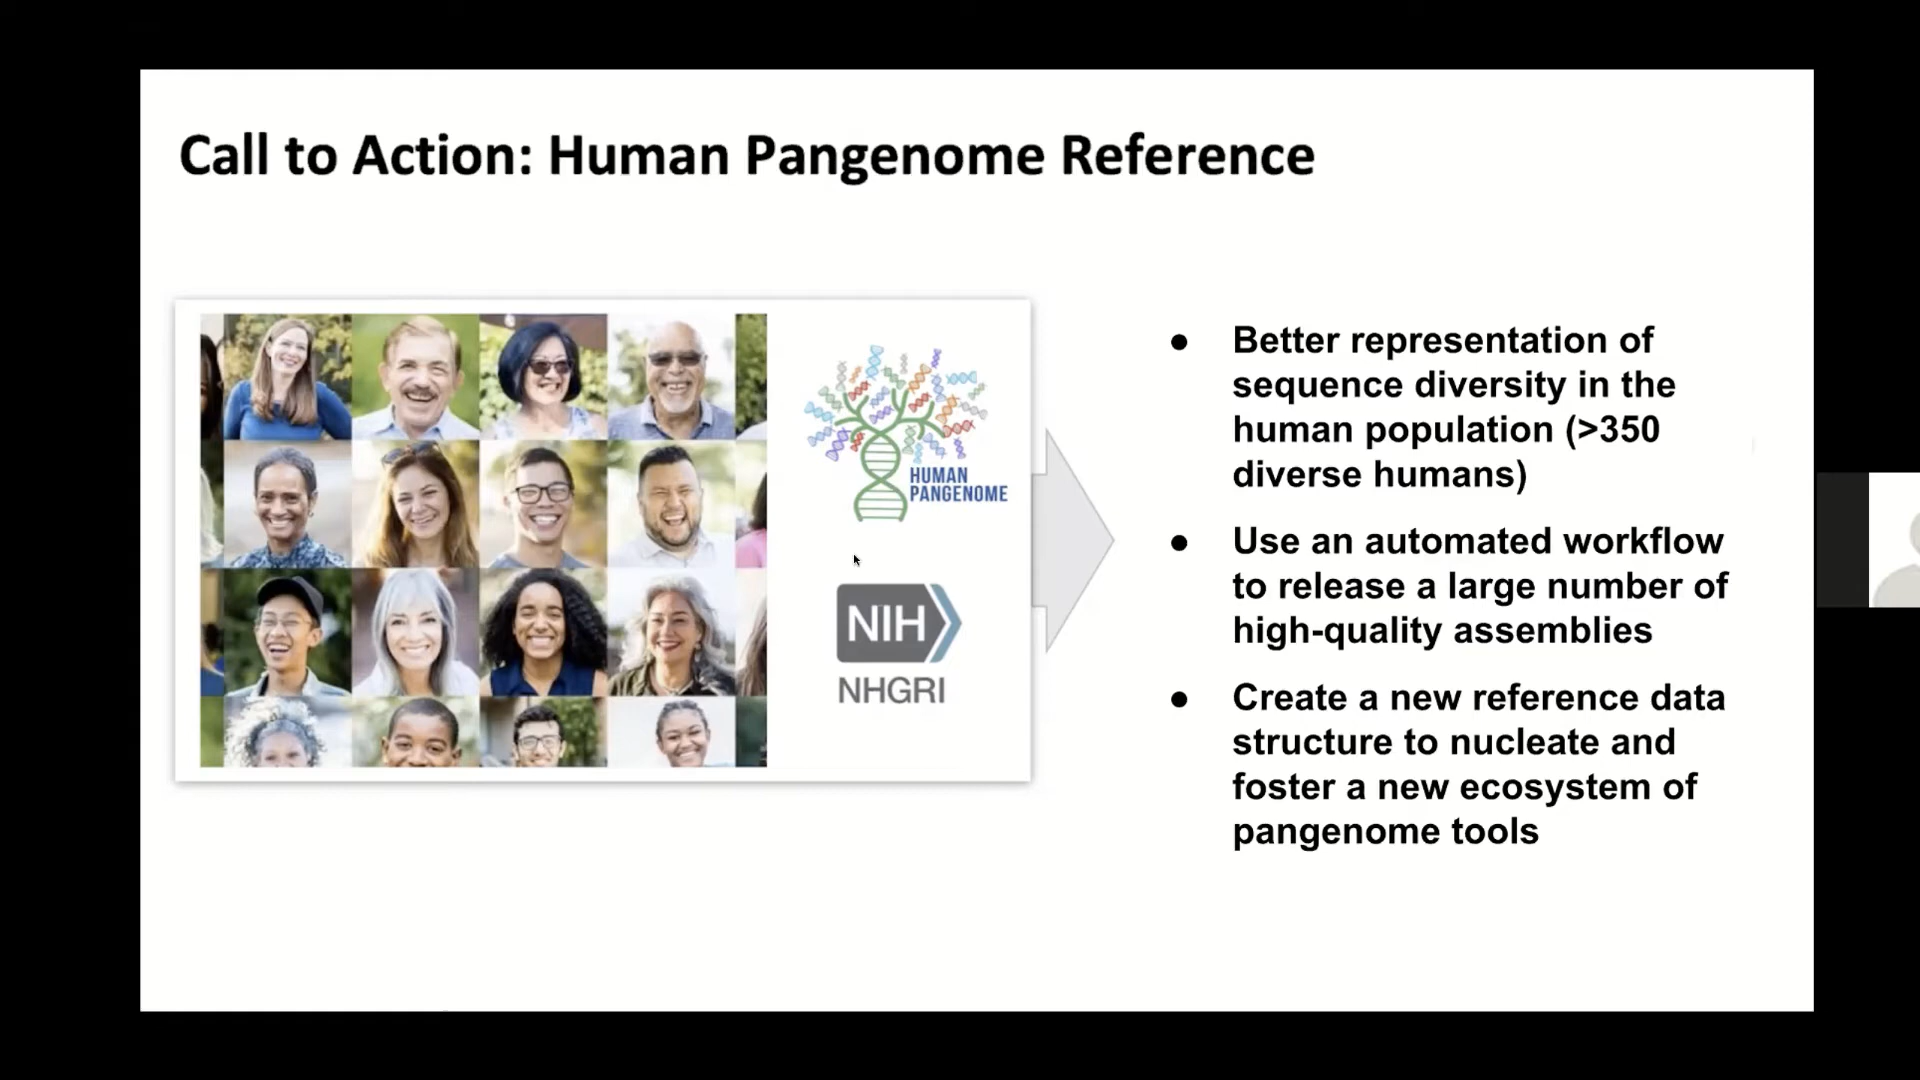 Call to Action: Human Pangenome Reference
HUMAN
PANGENOME
NIH
NHGRI
● Better representation of
sequence diversity in the
human population (>350
diverse humans)
● Use an automated workflow
to release a large number of
high-quality assemblies
● Create a new reference data
structure to nucleate and
foster a new ecosystem of
pangenome tools